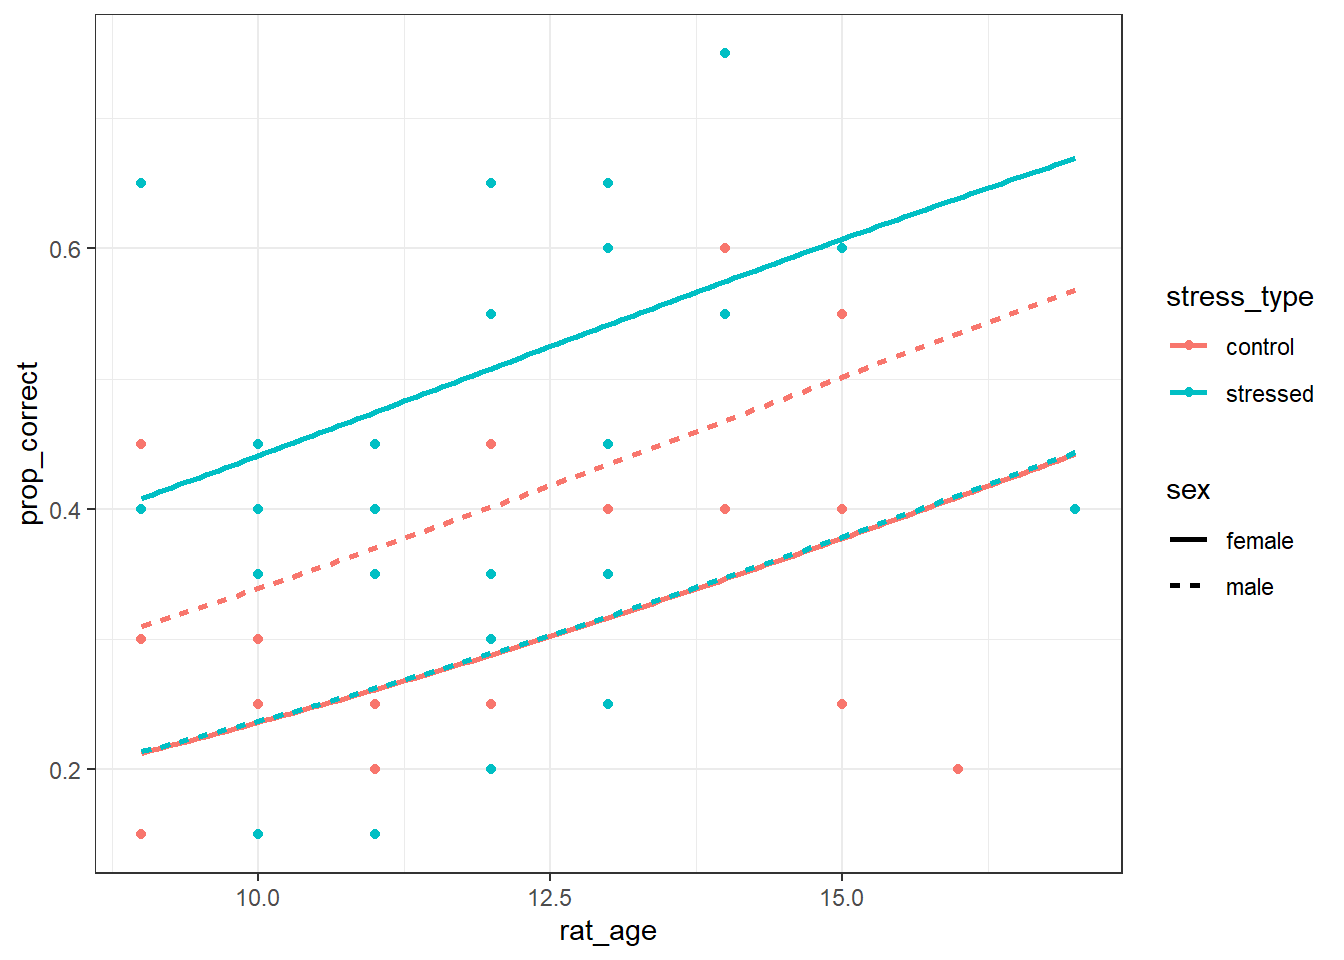 prop_correct
0.6
0.4
0.2
10.0
12.5
15.0
rat_age
stress_type
control
stressed
sex
female
male